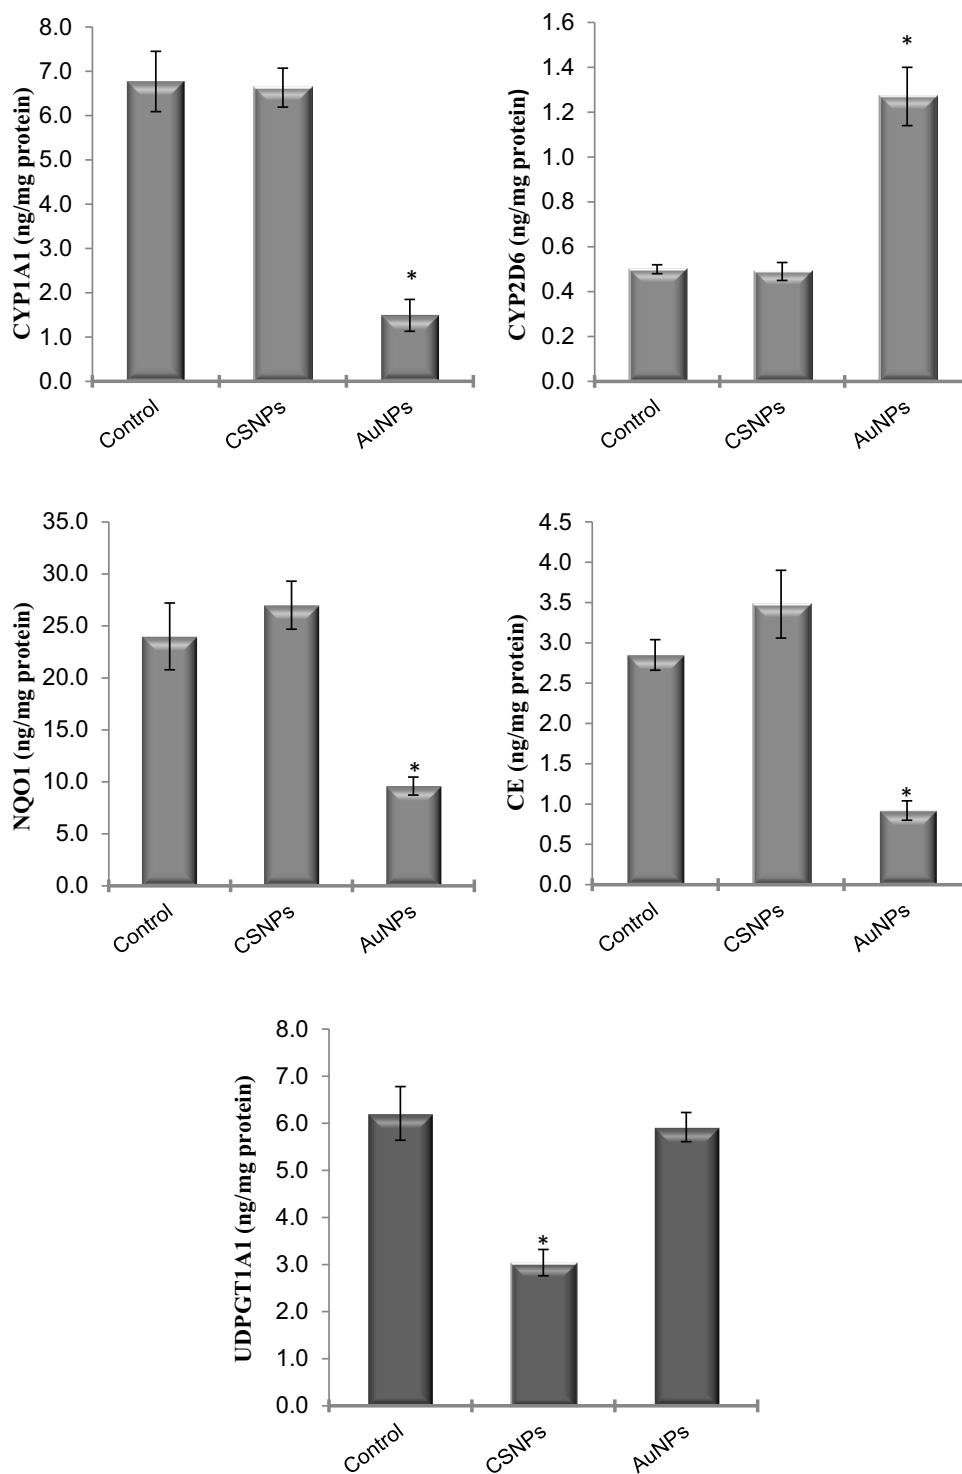 8.0
7.0
6.0
5.0
4.0
3.0
2.0
1.0
0.0
CYP1A1 (ng/mg protein)
*
Control
CSNPs
AuNPs
1.6
1.4
1.2
1.0
0.8
0.6
0.4
0.2
0.0
CYP2D6 (ng/mg protein)
*
Control
CSNPs
AuNPs
35.0
30.0
25.0
20.0
15.0
10.0
5.0
0.0
NQO1 (ng/mg protein)
*
Control
CSNPs
AuNPs
4.5
4.0
3.5
3.0
2.5
2.0
1.5
1.0
0.5
0.0
CE (ng/mg protein)
*
Control
CSNPs
AuNPs
8.0
7.0
6.0
5.0
4.0
3.0
2.0
1.0
0.0
UDPGT1A1 (ng/mg protein)
*
Control
CSNPs
AuNPs